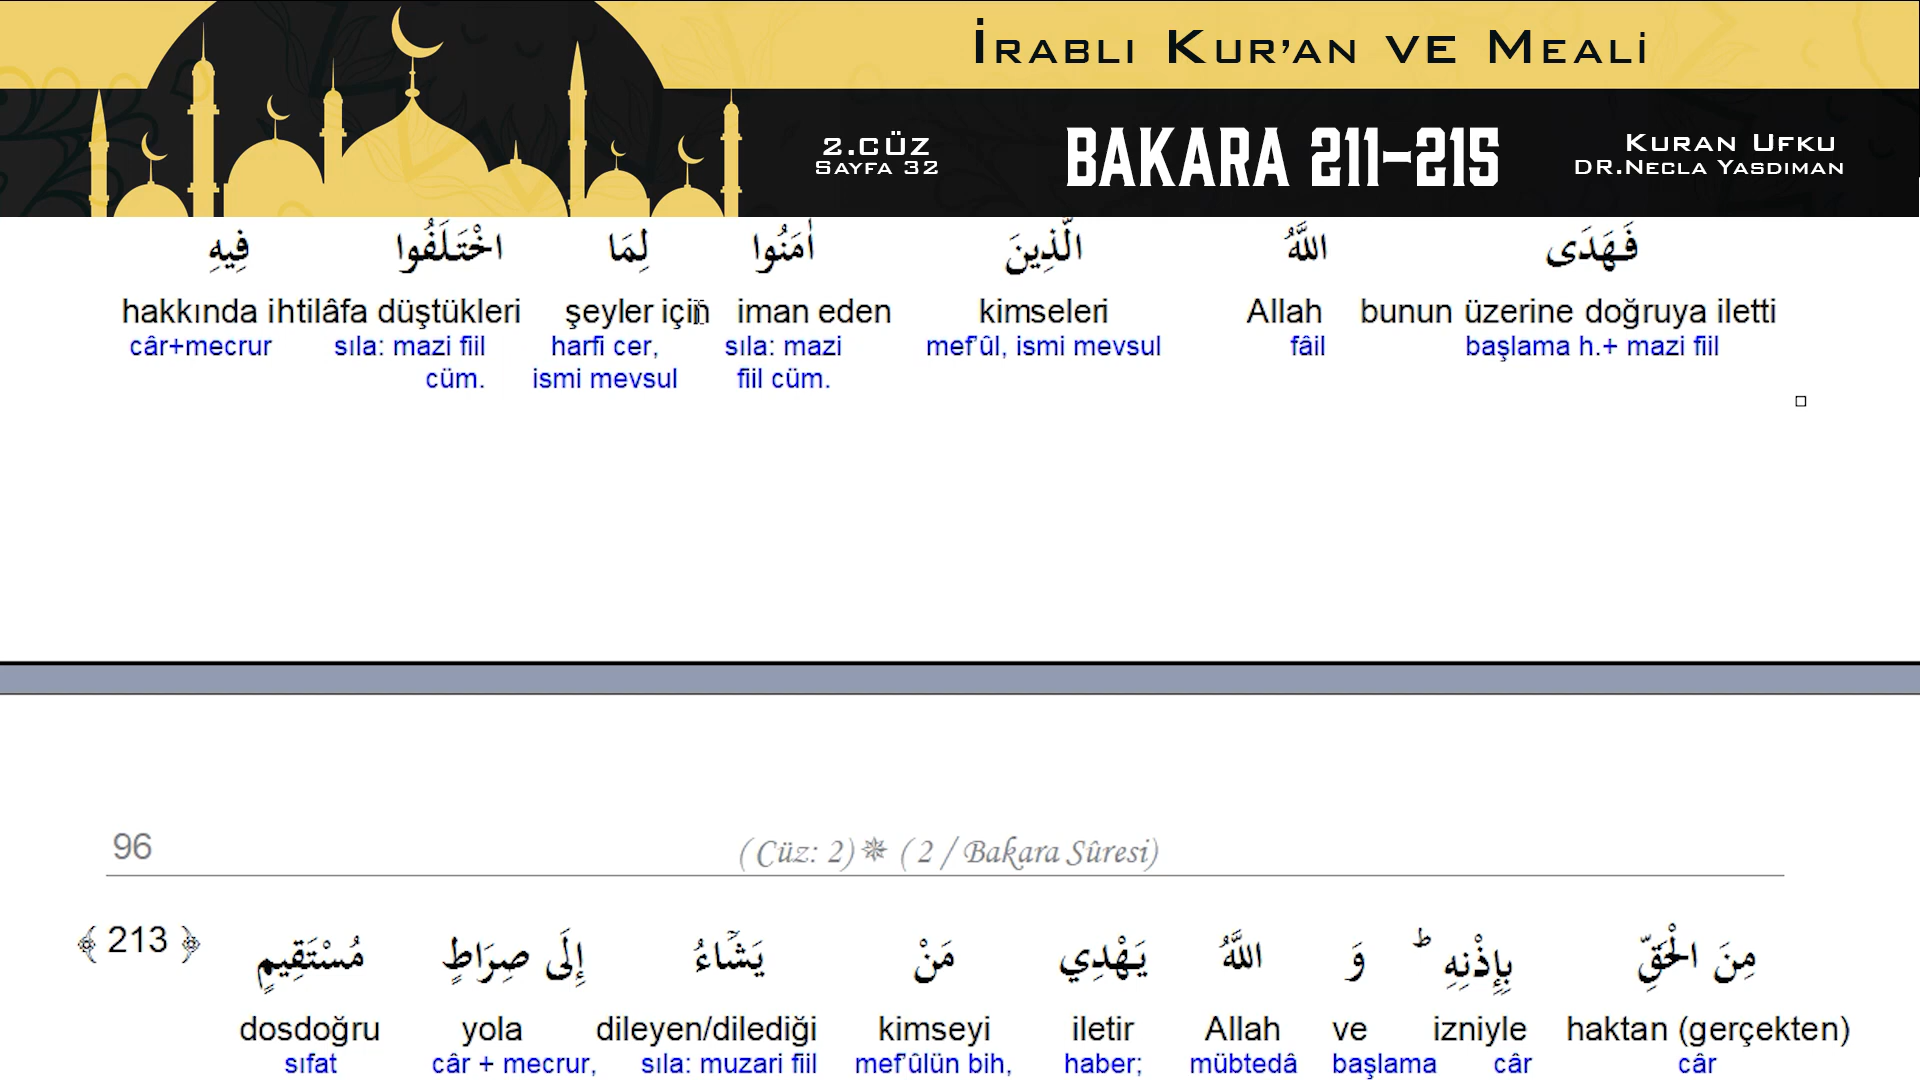 İRABLI KUR'AN VE MEALİ
2.CÜZ
SAYFA 32
BAKARA 211-215
KURAN UFKU
DR.NECLA YASDIMAN
فَهَدَى اللَّهُ الَّذِينَ اٰمَنُوا لِمَا اخْتَلَفُوا فِيهِ
hakkında ihtilâfa düştükleri şeyler için iman eden kimseleri Allah bunun üzerine doğruya iletti
câr+mecrur sıla: mazi fiil harfi cer, sıla: mazi mef'ûl, ismi mevsul fâil başlama h.+ mazi fiil
cüm. ismi mevsul fiil cüm.
96
(Cüz: 2) ✵ ( 2 / Bakara Sûresi)
مِنَ الْحَقِّ بِإِذْنِهِ ۜ وَ اللَّهُ يَهْدِي مَنْ يَشَٓاءُ إِلَى صِرَاطٍ مُسْتَقِيمٍ ﴿ 213 ﴾
dosdoğru yola dileyen/dilediği kimseyi iletir Allah ve izniyle haktan (gerçekten)
sıfat câr + mecrur, sıla: muzari fiil mef'ûlün bih, haber; mübtedâ başlama câr câr